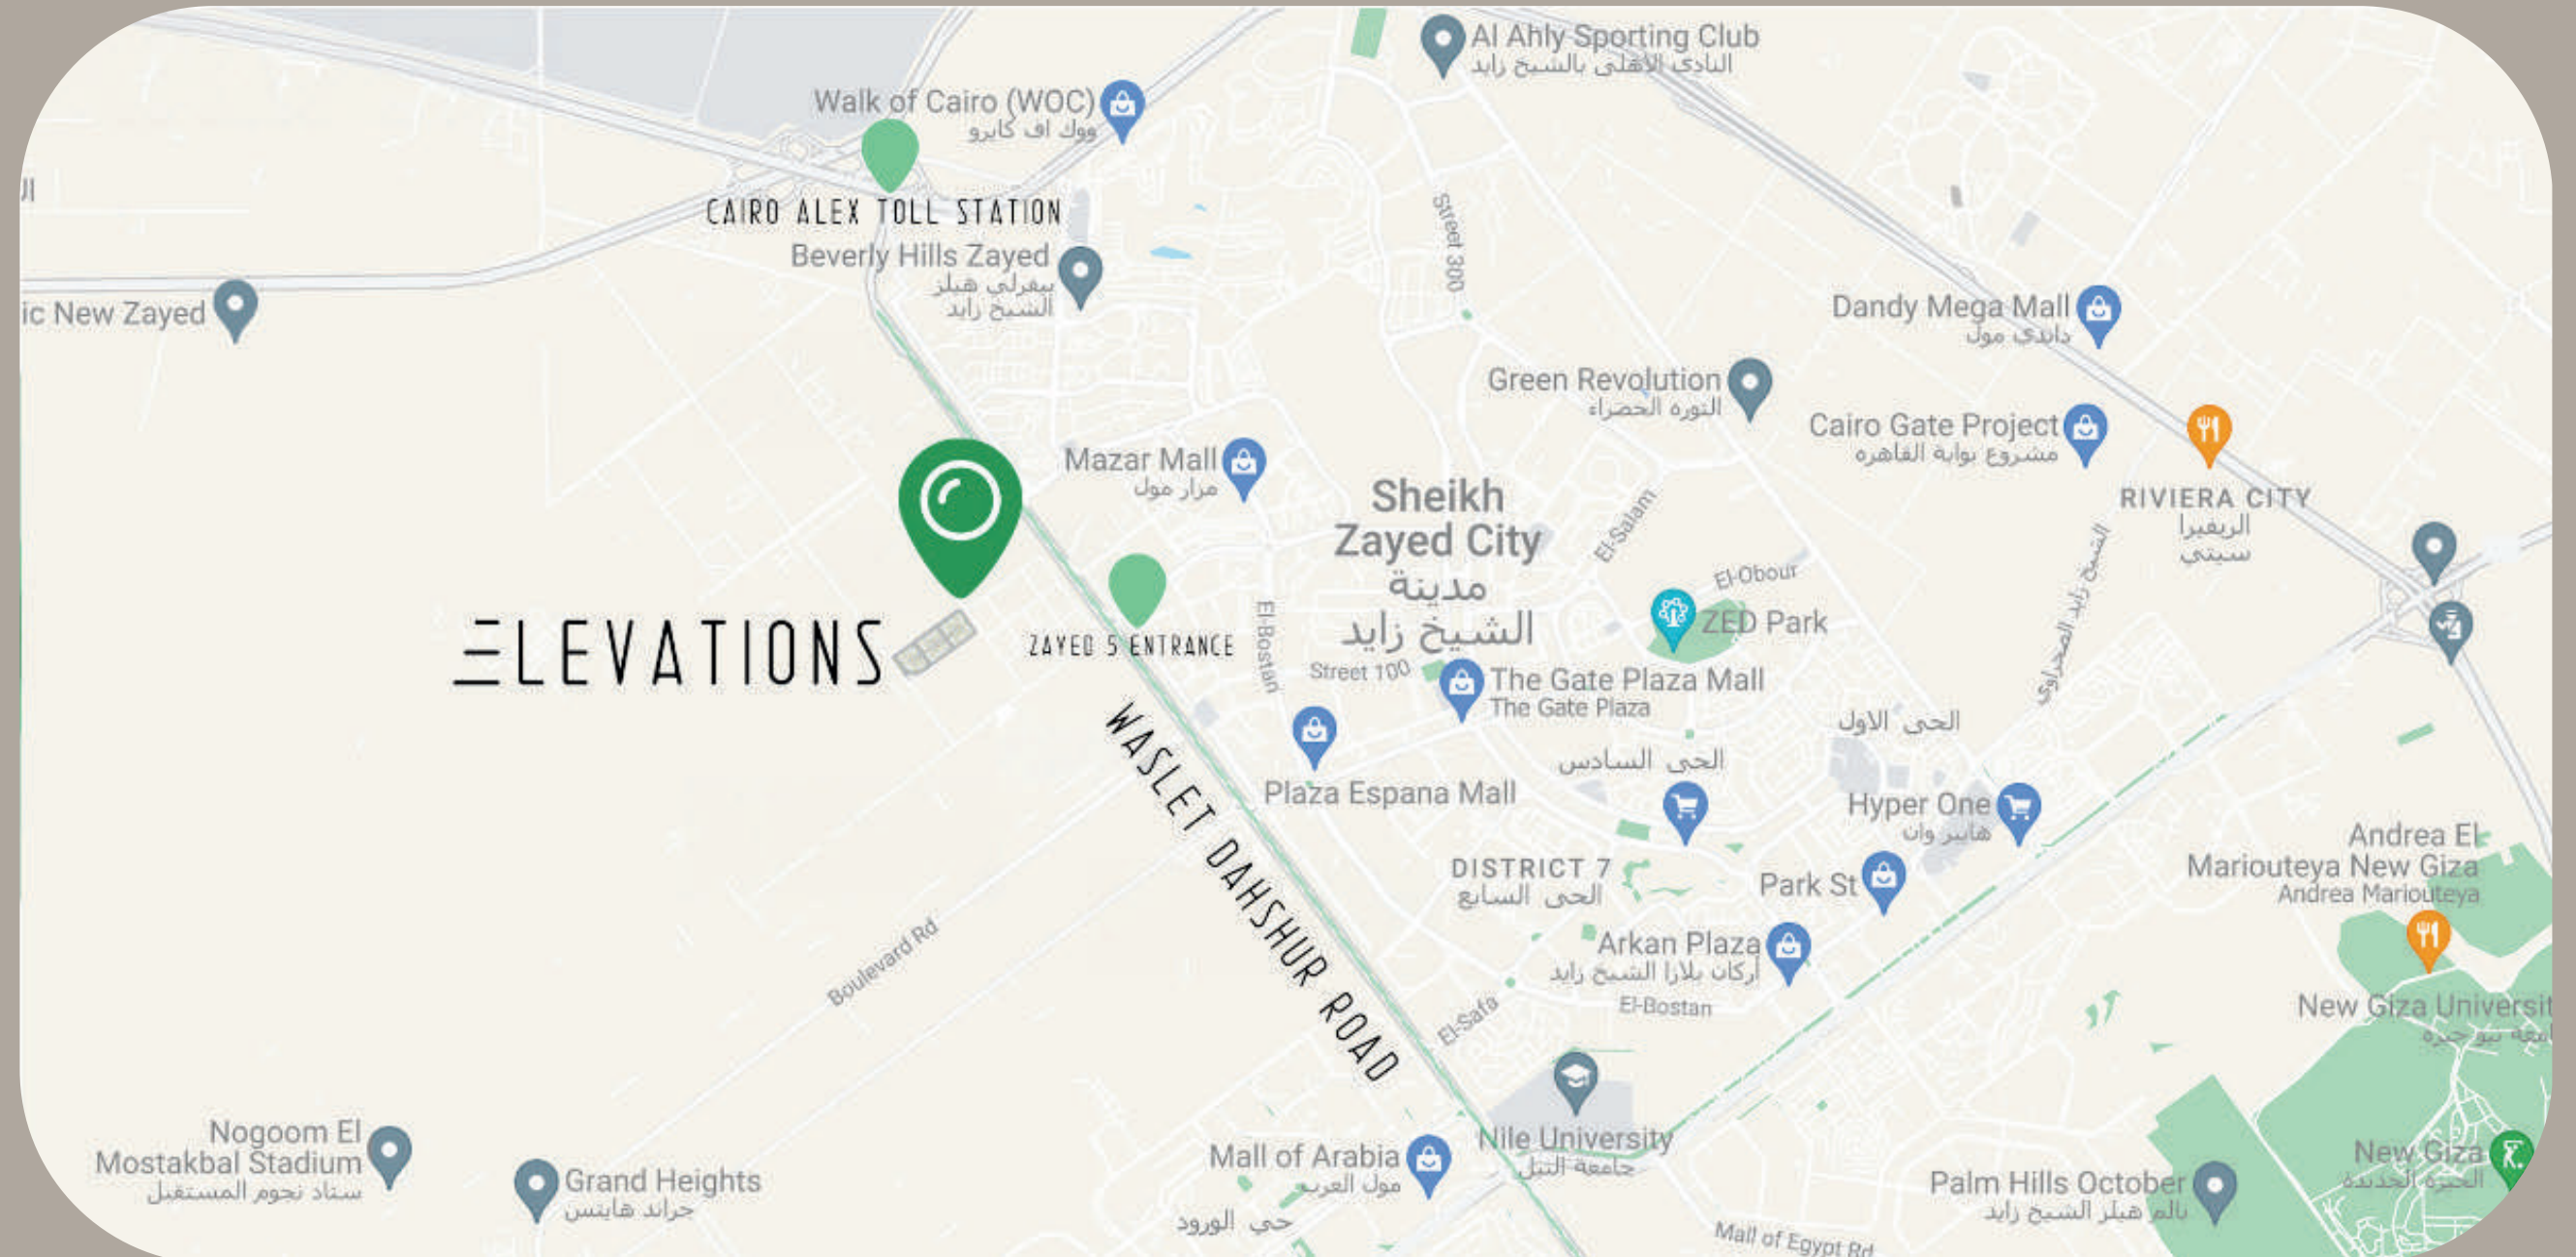 Al Ahly Sporting Club
النادي الأهلي بالشيخ زايد
Walk of Cairo (WOC)
ووك اف كايرو
CAIRO ALEX TOLL STATION
Beverly Hills Zayed
بيفرلي هيلز
الشيخ زايد
ic New Zayed
Street 300
Dandy Mega Mall
داندي مول
Green Revolution
الثورة الخضراء
Cairo Gate Project
مشروع بوابة القاهره
RIVIERA CITY
الريفيرا
سيتي
Mazar Mall
مزار مول
Sheikh
Zayed City
مدينة
الشيخ زايد
El-Salam
El-Obour
ZED Park
الشيخ زايد الصحراوي
ELEVATIONS
ZAYED 5 ENTRANCE
El-Bostan
Street 100
The Gate Plaza Mall
The Gate Plaza
الحى الاول
الحى السادس
Plaza Espana Mall
WASLET DAHSHUR ROAD
Hyper One
هايبر وان
Andrea El
Mariouteya New Giza
Andrea Mariouteya
DISTRICT 7
الحى السابع
Park St
Arkan Plaza
أركان بلازا الشيخ زايد
El-Bostan
El-Safa
Boulevard Rd
New Giza Universit
Nogoom El
Mostakbal Stadium
ستاد نجوم المستقبل
Grand Heights
جراند هايتس
Mall of Arabia
مول العرب
حي الورود
Nile University
جامعة النيل
Palm Hills October
بالم هيلز الشيخ زايد
New Giza
الجيزة الجديدة
Mall of Egypt Rd